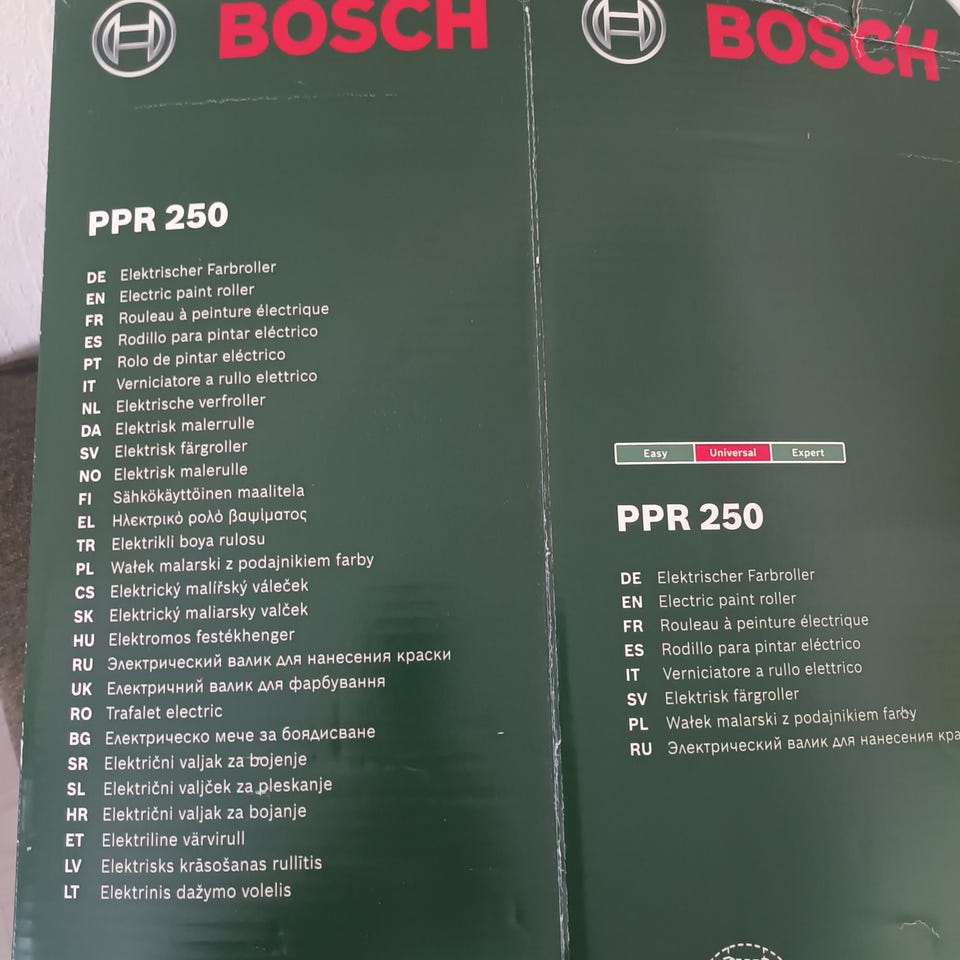 BOSCH
PPR 250
DE Elektrischer Farbroller
EN Electric paint roller
FR Rouleau à peinture électrique
ES Rodillo para pintar eléctrico
PT Rolo de pintar eléctrico
IT Verniciatore a rullo elettrico
NL Elektrische verfroller
DA Elektrisk malerrulle
SV Elektrisk färgroller
NO Elektrisk malerulle
FI Sähkökäyttöinen maalitela
EL Ηλεκτρικό ρολό βαψίματος
TR Elektrikli boya rulosu
PL Wałek malarski z podajnikiem farby
CS Elektrický malířský váleček
SK Elektrický maliarsky valček
HU Elektromos festékhenger
RU Электрический валик для нанесения краски
UK Електричний валик для фарбування
RO Trafalet electric
BG Електрическо мече за боядисване
SR Električni valjak za bojenje
SL Električni valjček za pleskanje
HR Električni valjak za bojanje
ET Elektriline värvirull
LV Elektrisks krāsošanas rullītis
LT Elektrinis dažymo volelis
BOSCH
Easy Universal Expert
PPR 250
DE Elektrischer Farbroller
EN Electric paint roller
FR Rouleau à peinture électrique
ES Rodillo para pintar eléctrico
IT Verniciatore a rullo elettrico
SV Elektrisk färgroller
PL Wałek malarski z podajnikiem farby
RU Электрический валик для нанесения